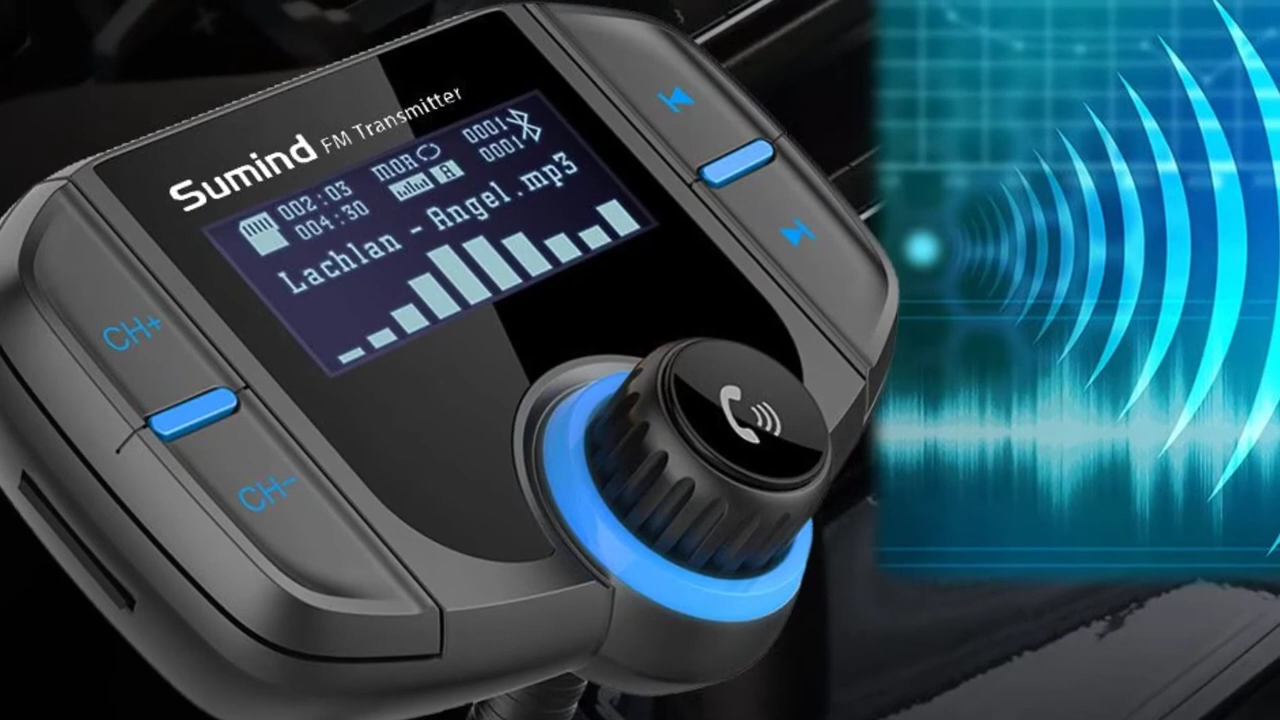 Sumind FM Transmitter
002:03 MOR 0001
004:30 0001
Lachlan - Angel.mp3
CH+
CH-